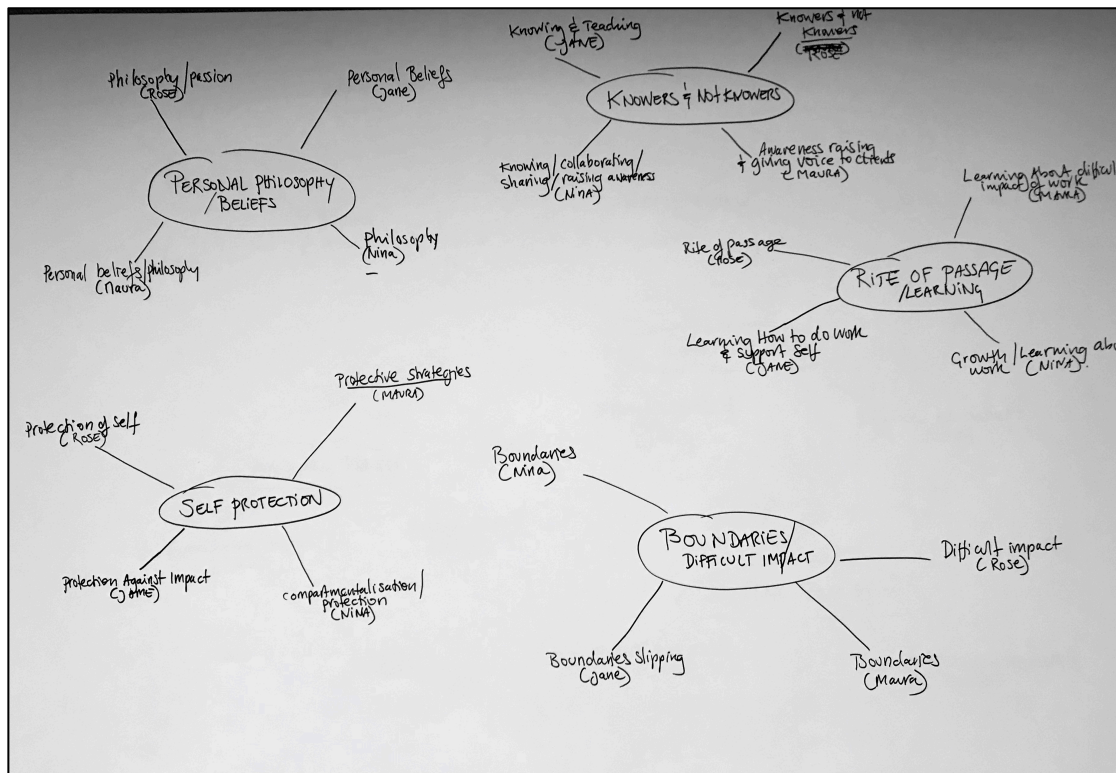 Philosophy/passion
(ROSE)
Personal Beliefs
(Jane)
PERSONAL PHILOSOPHY
/BELIEFS
Personal beliefs/philosophy
(Maura)
Philosophy
(Nina)
Knowing & Teaching
(JANE)
Knowers & not
Knowers
(ROSE)
KNOWERS & NOT KNOWERS
Knowing/collaborating/
sharing/raising awareness
(NINA)
Awareness raising
& giving voice to clients
(MAURA)
Learning About difficul
impact of work
(MAURA)
Rite of passage
(ROSE)
RITE OF PASSAGE
/LEARNING
Learning How to do work
& Support Self
(JANE)
Growth/Learning abo
work (NINA).
Protective Strategies
(MAURA)
Protection of Self
(ROSE)
SELF PROTECTION
Protection Against Impact
(JANE)
compartmentalisation/
protection
(NINA)
Boundaries
(Nina)
BOUNDARIES/
DIFFICULT IMPACT
Difficult impact
(Rose)
Boundaries Slipping
(Jane)
Boundaries
(Maura)